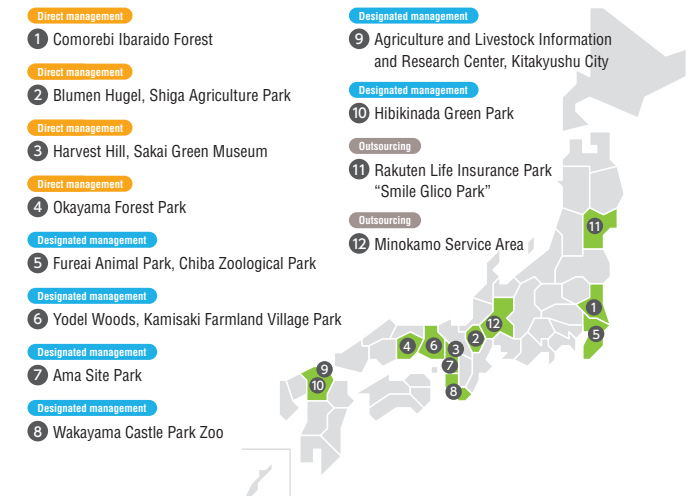 Direct management
1 Comorebi Ibaraido Forest
Direct management
2 Blumen Hugel, Shiga Agriculture Park
Direct management
3 Harvest Hill, Sakai Green Museum
Direct management
4 Okayama Forest Park
Designated management
5 Fureai Animal Park, Chiba Zoological Park
Designated management
6 Yodel Woods, Kamisaki Farmland Village Park
Designated management
7 Ama Site Park
Designated management
8 Wakayama Castle Park Zoo
Designated management
9 Agriculture and Livestock Information
and Research Center, Kitakyushu City
Designated management
10 Hibikinada Green Park
Outsourcing
11 Rakuten Life Insurance Park
“Smile Glico Park”
Outsourcing
12 Minokamo Service Area
11
1
12
5
2
3
4
6
7
9
10
8